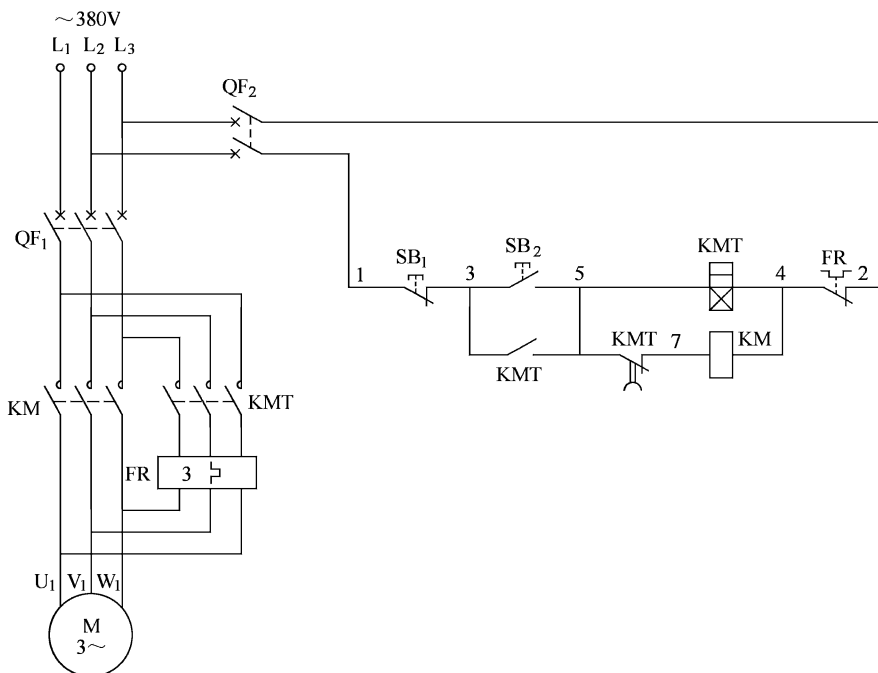 ～380V
L₁ L₂ L₃
QF₂
QF₁
SB₁ SB₂ KMT FR
1 3 5 4 2
KMT KMT 7 KM
KM KMT
FR 3
U₁ V₁ W₁
M
3～